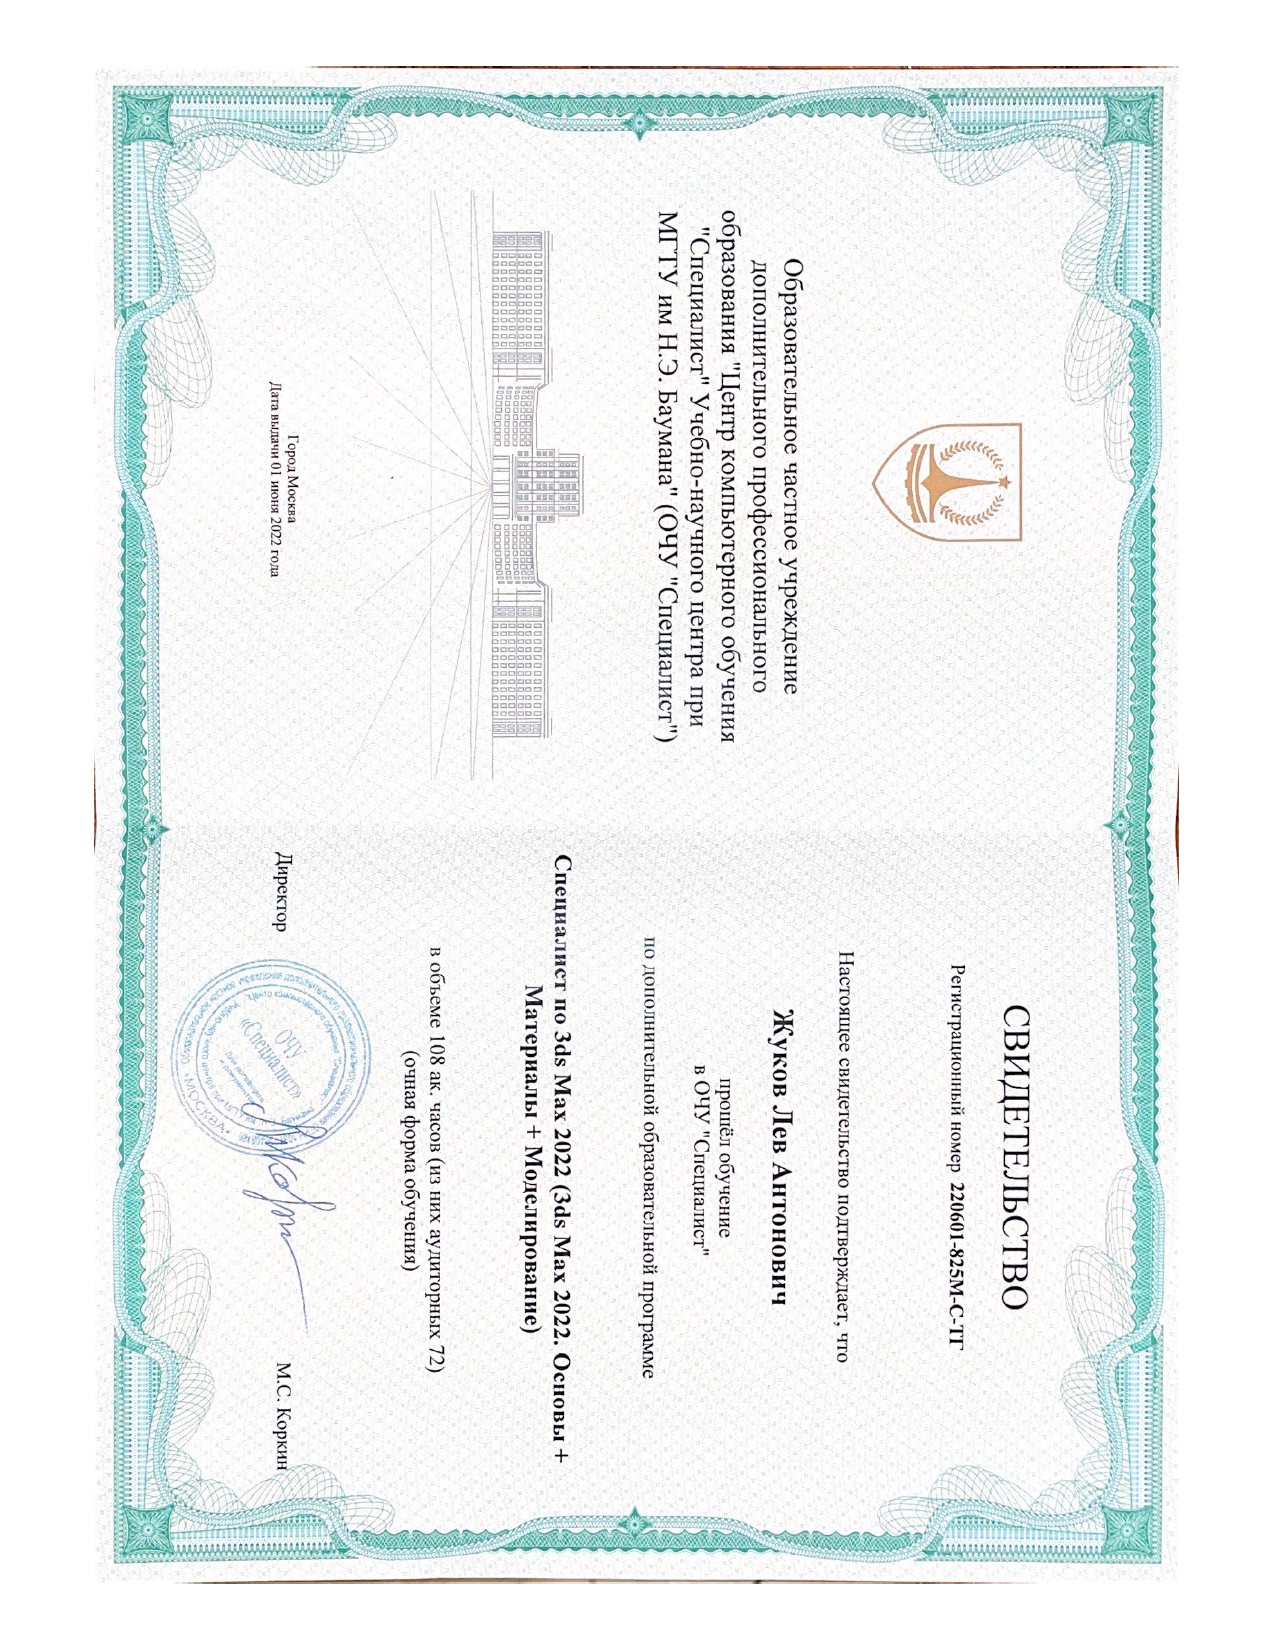 Образовательное частное учреждение
дополнительного профессионального
образования "Центр компьютерного обучения
"Специалист" Учебно-научного центра при
МГТУ им Н.Э. Баумана" (ОЧУ "Специалист")
Город Москва
Дата выдачи 01 июня 2022 года
СВИДЕТЕЛЬСТВО
Регистрационный номер 220601-825М-С-ТГ
Настоящее свидетельство подтверждает, что
Жуков Лев Антонович
прошёл обучение
в ОЧУ "Специалист"
по дополнительной образовательной программе
Специалист по 3ds Max 2022 (3ds Max 2022. Основы +
Материалы + Моделирование)
в объеме 108 ак. часов (из них аудиторных 72)
(очная форма обучения)
Директор
М.С. Коркин
ОЧУ
«Специалист»
Для договоров
и документов
МОСКВА